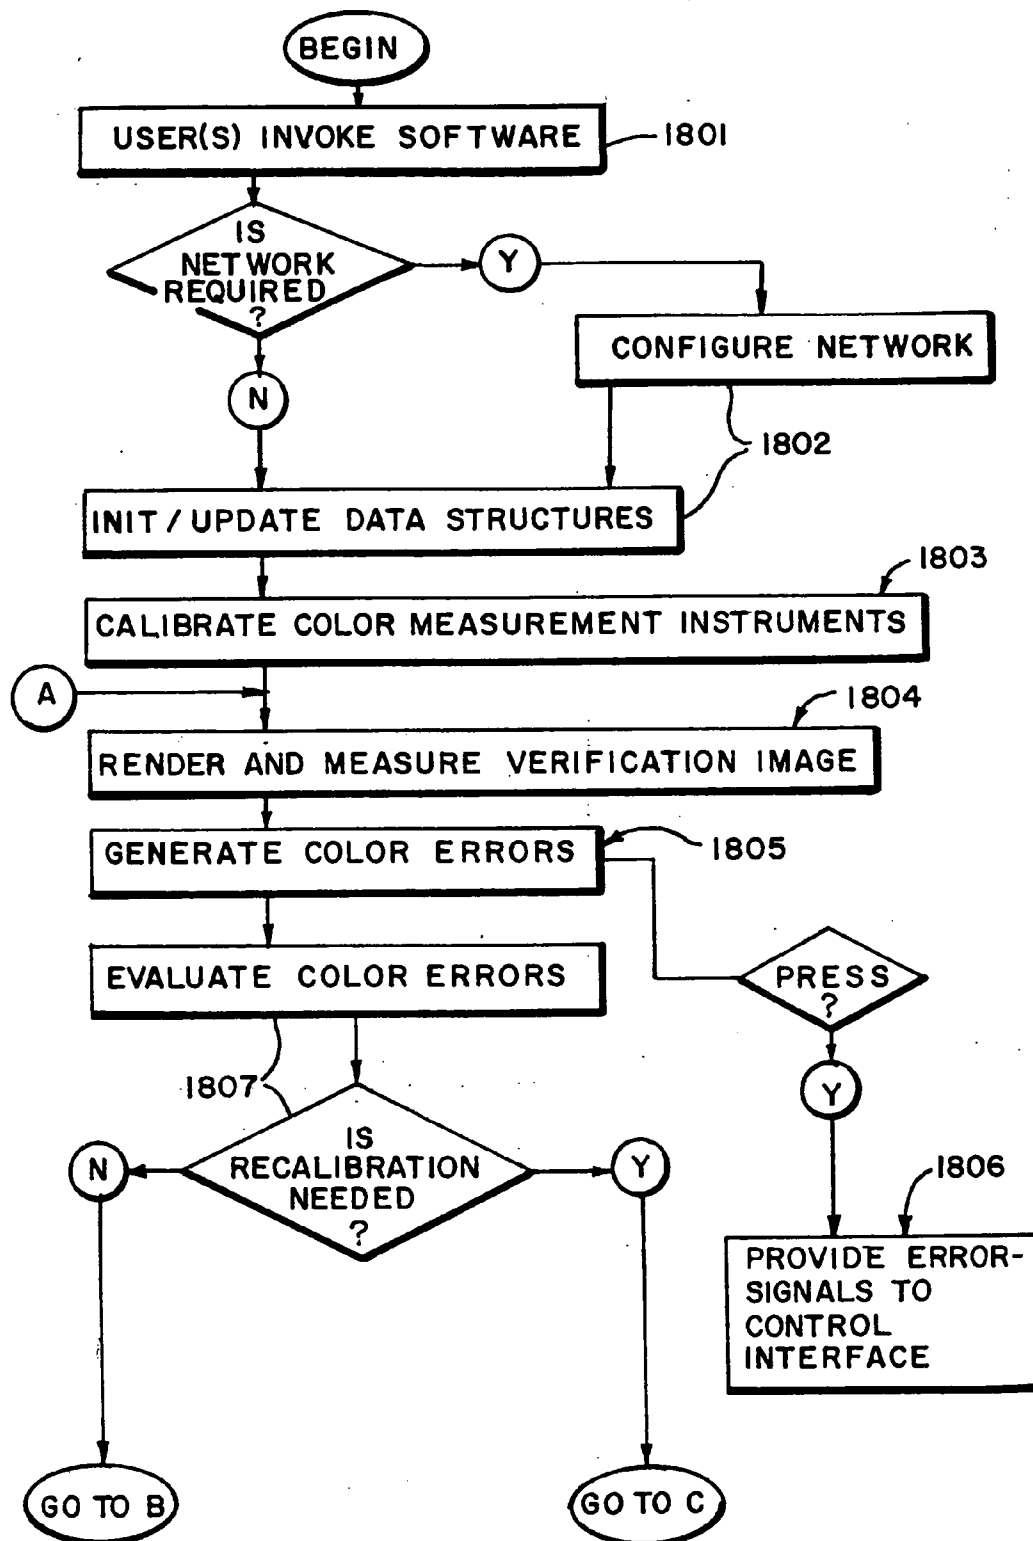 BEGIN
USER(S) INVOKE SOFTWARE
1801
IS
NETWORK
REQUIRED
?
Y
CONFIGURE NETWORK
N
1802
INIT / UPDATE DATA STRUCTURES
1803
CALIBRATE COLOR MEASUREMENT INSTRUMENTS
A
1804
RENDER AND MEASURE VERIFICATION IMAGE
GENERATE COLOR ERRORS
1805
EVALUATE COLOR ERRORS
PRESS
?
Y
1807
IS
RECALIBRATION
NEEDED
?
N
Y
1806
PROVIDE ERROR-
SIGNALS TO
CONTROL
INTERFACE
GO TO B
GO TO C